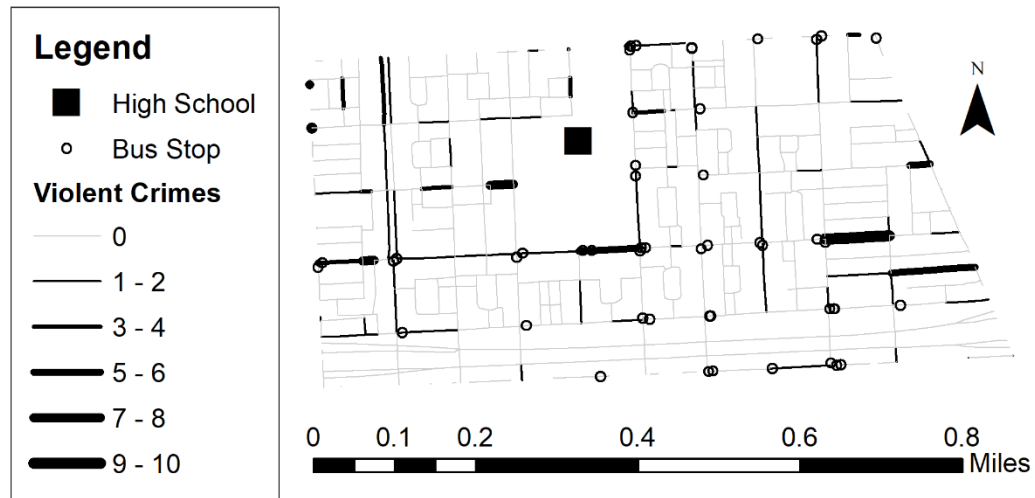 Legend
High School
Bus Stop
Violent Crimes
0
1 - 2
3 - 4
5 - 6
7 - 8
9 - 10
N
0 0.1 0.2 0.4 0.6 0.8
Miles